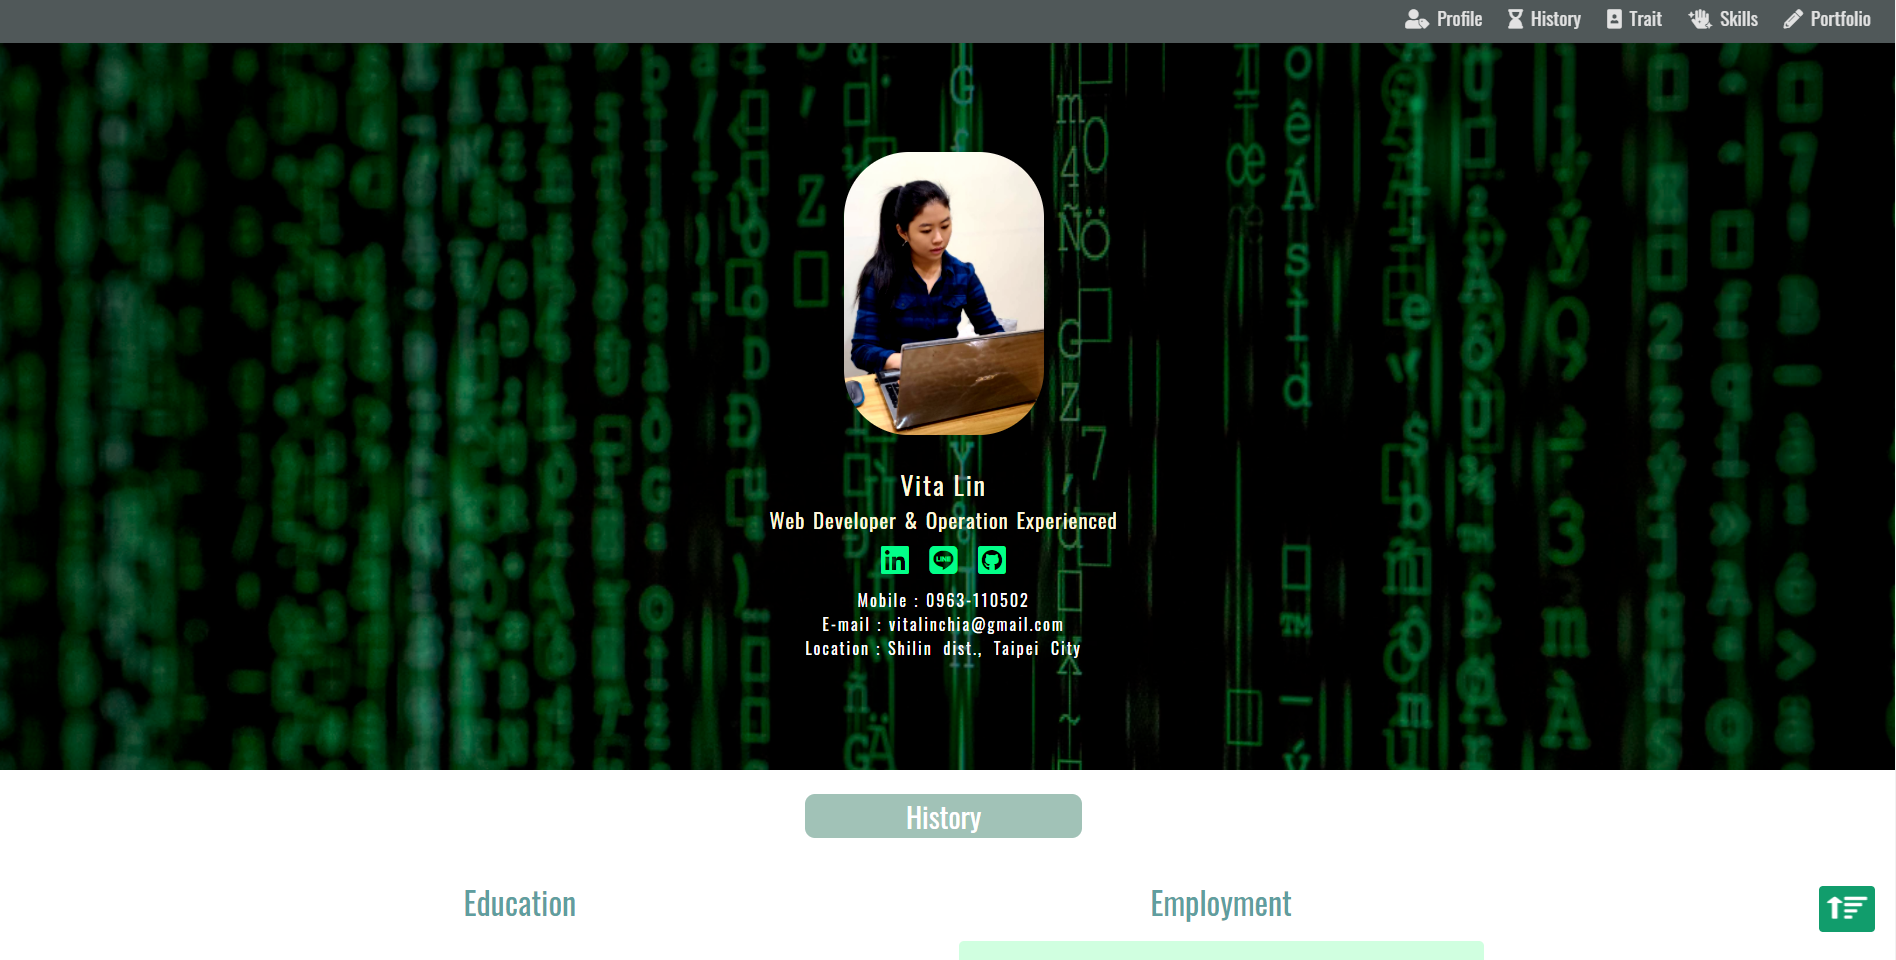 Profile
History
Trait
Skills
Portfolio
Vita Lin
Web Developer & Operation Experienced
LINE
Mobile : 0963-110502
E-mail : vitalinchia@gmail.com
Location : Shilin dist., Taipei City
History
Education
Employment